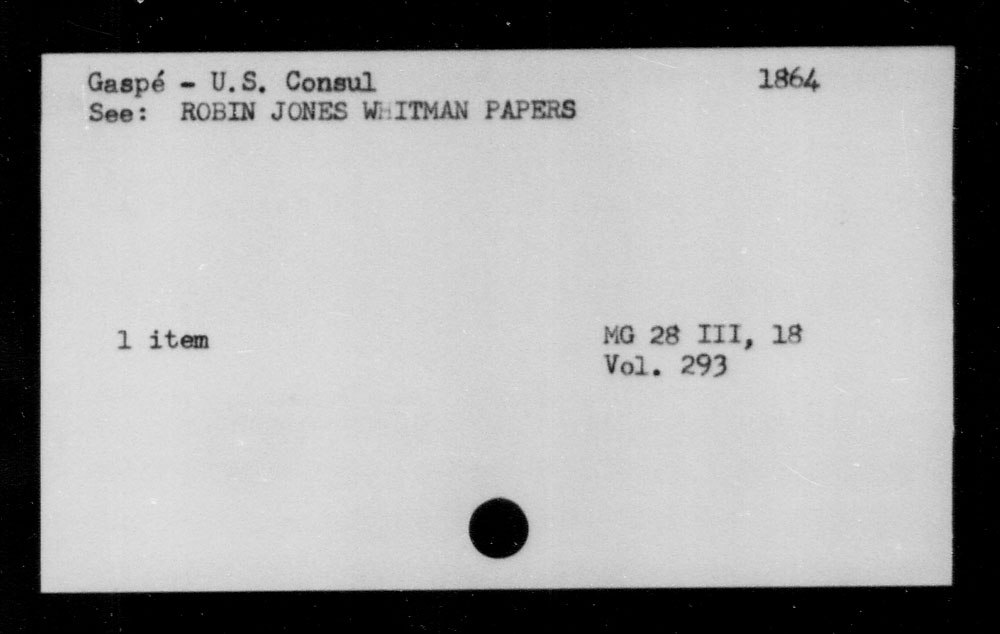 Gaspé - U.S. Consul 1864
See: ROBIN JONES WHITMAN PAPERS
1 item MG 28 III, 18
Vol. 293